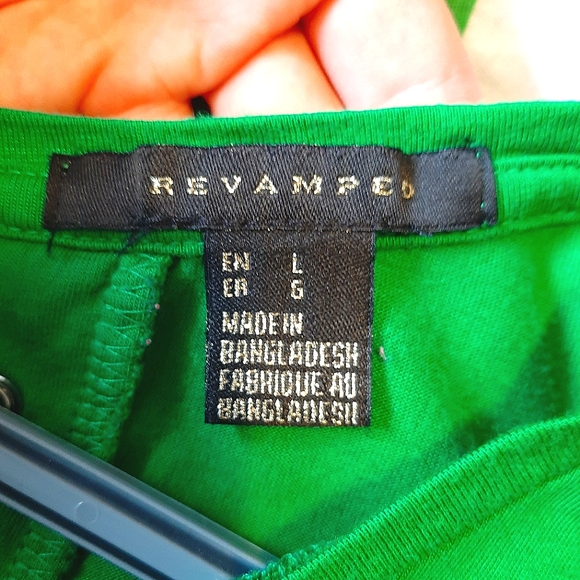 REVAMPED
EN L
FR G
MADE IN
BANGLADESH
FABRIQUE AU
BANGLADESH